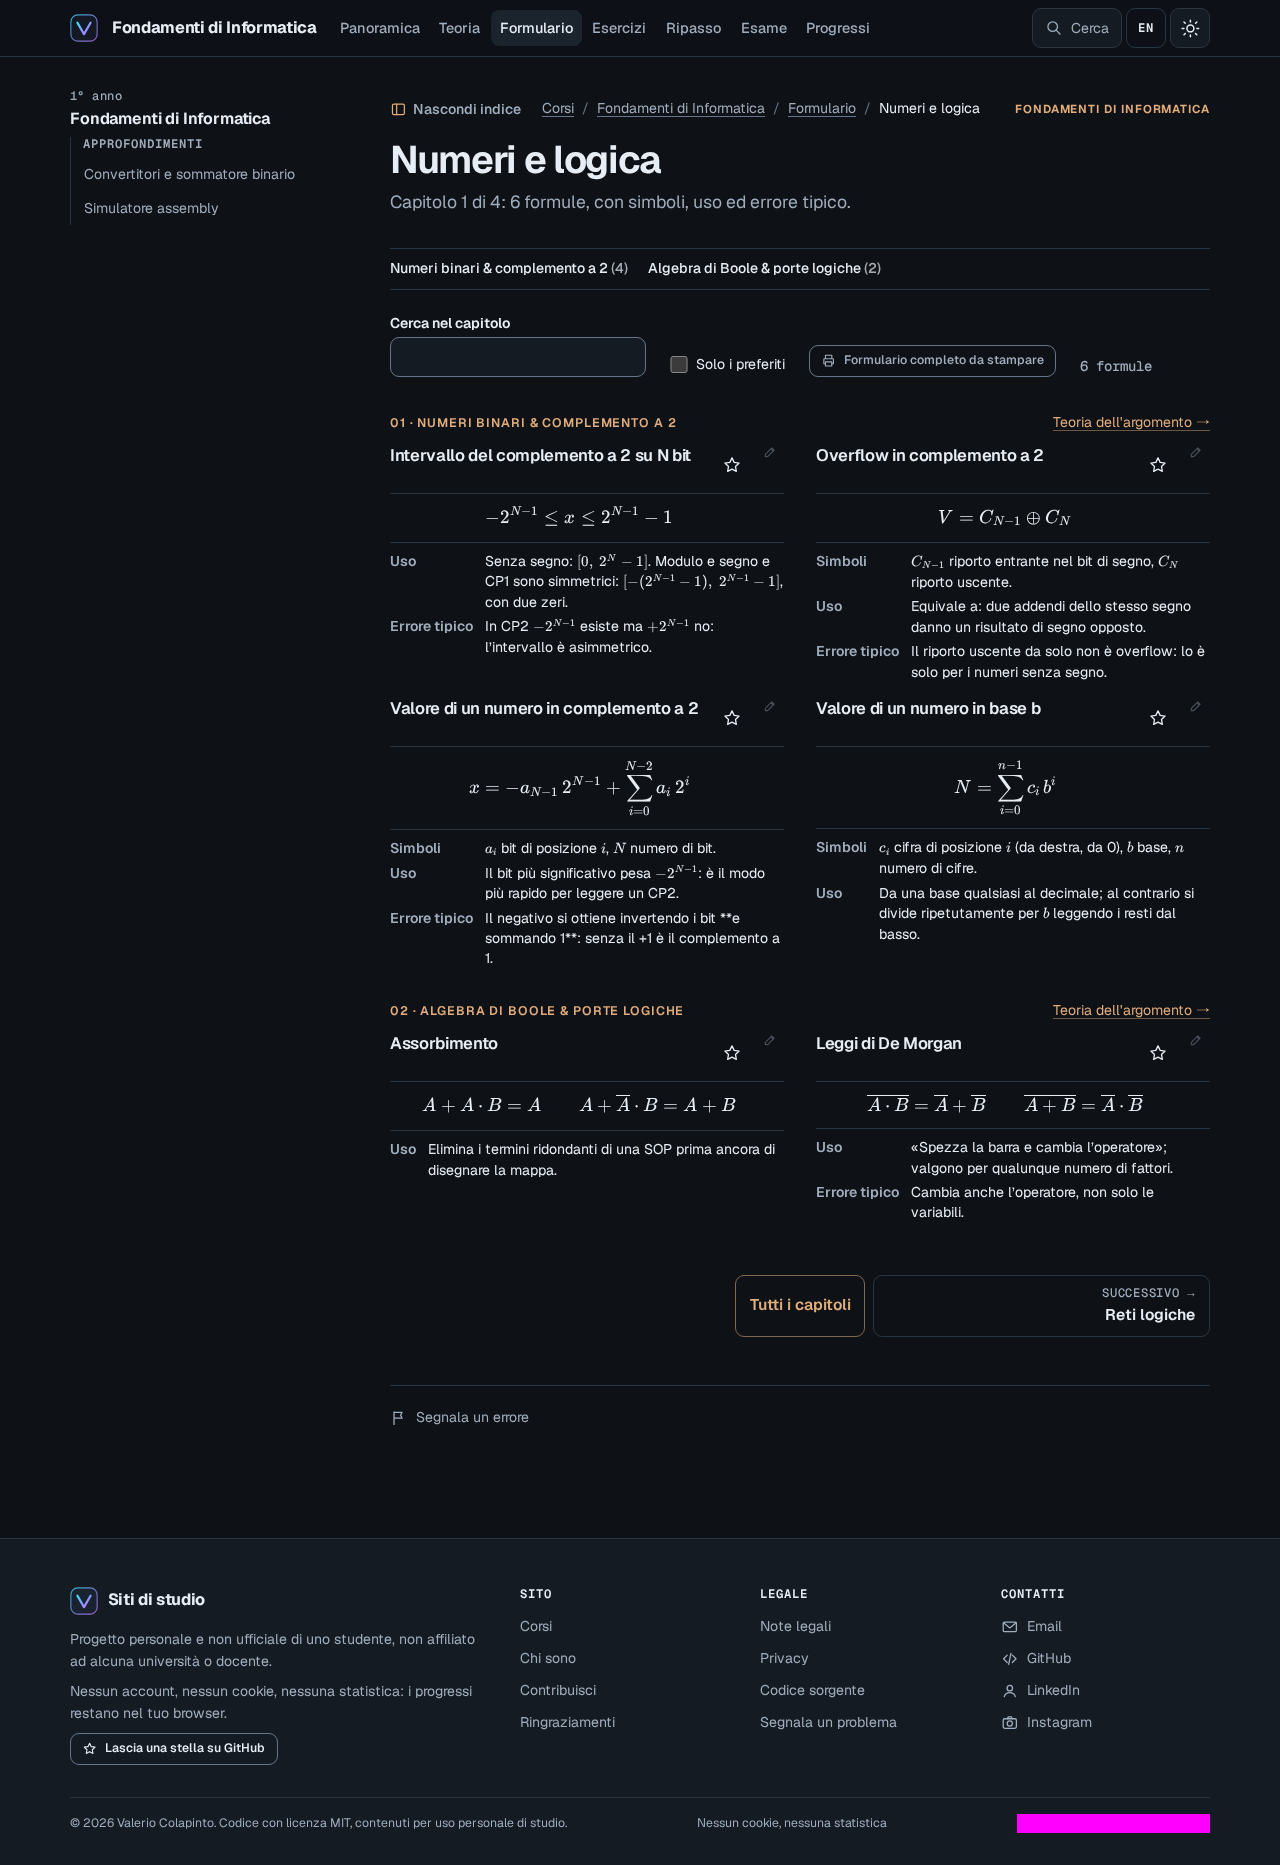 Fondamenti di Informatica
Panoramica
Teoria
Formulario
Esercizi
Ripasso
Esame
Progressi
Cerca
EN
1° anno
Fondamenti di Informatica
APPROFONDIMENTI
Convertitori e sommatore binario
Simulatore assembly
Nascondi indice
Corsi / Fondamenti di Informatica / Formulario / Numeri e logica
FONDAMENTI DI INFORMATICA
Numeri e logica
Capitolo 1 di 4: 6 formule, con simboli, uso ed errore tipico.
Numeri binari & complemento a 2 (4)
Algebra di Boole & porte logiche (2)
Cerca nel capitolo
Solo i preferiti
Formulario completo da stampare
6 formule
01 · NUMERI BINARI & COMPLEMENTO A 2
Teoria dell'argomento →
Intervallo del complemento a 2 su N bit
$-2^{N-1} \leq x \leq 2^{N-1} - 1$
Uso
Senza segno: $[0,\ 2^N - 1]$. Modulo e segno e
CP1 sono simmetrici: $[-(2^{N-1} - 1),\ 2^{N-1} - 1]$,
con due zeri.
Errore tipico
In CP2 $-2^{N-1}$ esiste ma $+2^{N-1}$ no:
l'intervallo è asimmetrico.
Overflow in complemento a 2
$V = C_{N-1} \oplus C_N$
Simboli
$C_{N-1}$ riporto entrante nel bit di segno, $C_N$
riporto uscente.
Uso
Equivale a: due addendi dello stesso segno
danno un risultato di segno opposto.
Errore tipico
Il riporto uscente da solo non è overflow: lo è
solo per i numeri senza segno.
Valore di un numero in complemento a 2
$x = -a_{N-1}\, 2^{N-1} + \sum_{i=0}^{N-2} a_i\, 2^i$
Simboli
$a_i$ bit di posizione $i$, $N$ numero di bit.
Uso
Il bit più significativo pesa $-2^{N-1}$: è il modo
più rapido per leggere un CP2.
Errore tipico
Il negativo si ottiene invertendo i bit **e
sommando 1**: senza il +1 è il complemento a
1.
Valore di un numero in base b
$N = \sum_{i=0}^{n-1} c_i\, b^i$
Simboli
$c_i$ cifra di posizione $i$ (da destra, da 0), $b$ base, $n$
numero di cifre.
Uso
Da una base qualsiasi al decimale; al contrario si
divide ripetutamente per $b$ leggendo i resti dal
basso.
02 · ALGEBRA DI BOOLE & PORTE LOGICHE
Teoria dell'argomento →
Assorbimento
$A + A \cdot B = A \qquad A + \overline{A} \cdot B = A + B$
Uso
Elimina i termini ridondanti di una SOP prima ancora di
disegnare la mappa.
Leggi di De Morgan
$\overline{A \cdot B} = \overline{A} + \overline{B} \qquad \overline{A + B} = \overline{A} \cdot \overline{B}$
Uso
«Spezza la barra e cambia l'operatore»;
valgono per qualunque numero di fattori.
Errore tipico
Cambia anche l'operatore, non solo le
variabili.
Tutti i capitoli
SUCCESSIVO →
Reti logiche
Segnala un errore
Siti di studio
Progetto personale e non ufficiale di uno studente, non affiliato
ad alcuna università o docente.
Nessun account, nessun cookie, nessuna statistica: i progressi
restano nel tuo browser.
Lascia una stella su GitHub
SITO
Corsi
Chi sono
Contribuisci
Ringraziamenti
LEGALE
Note legali
Privacy
Codice sorgente
Segnala un problema
CONTATTI
Email
GitHub
LinkedIn
Instagram
© 2026 Valerio Colapinto. Codice con licenza MIT, contenuti per uso personale di studio.
Nessun cookie, nessuna statistica